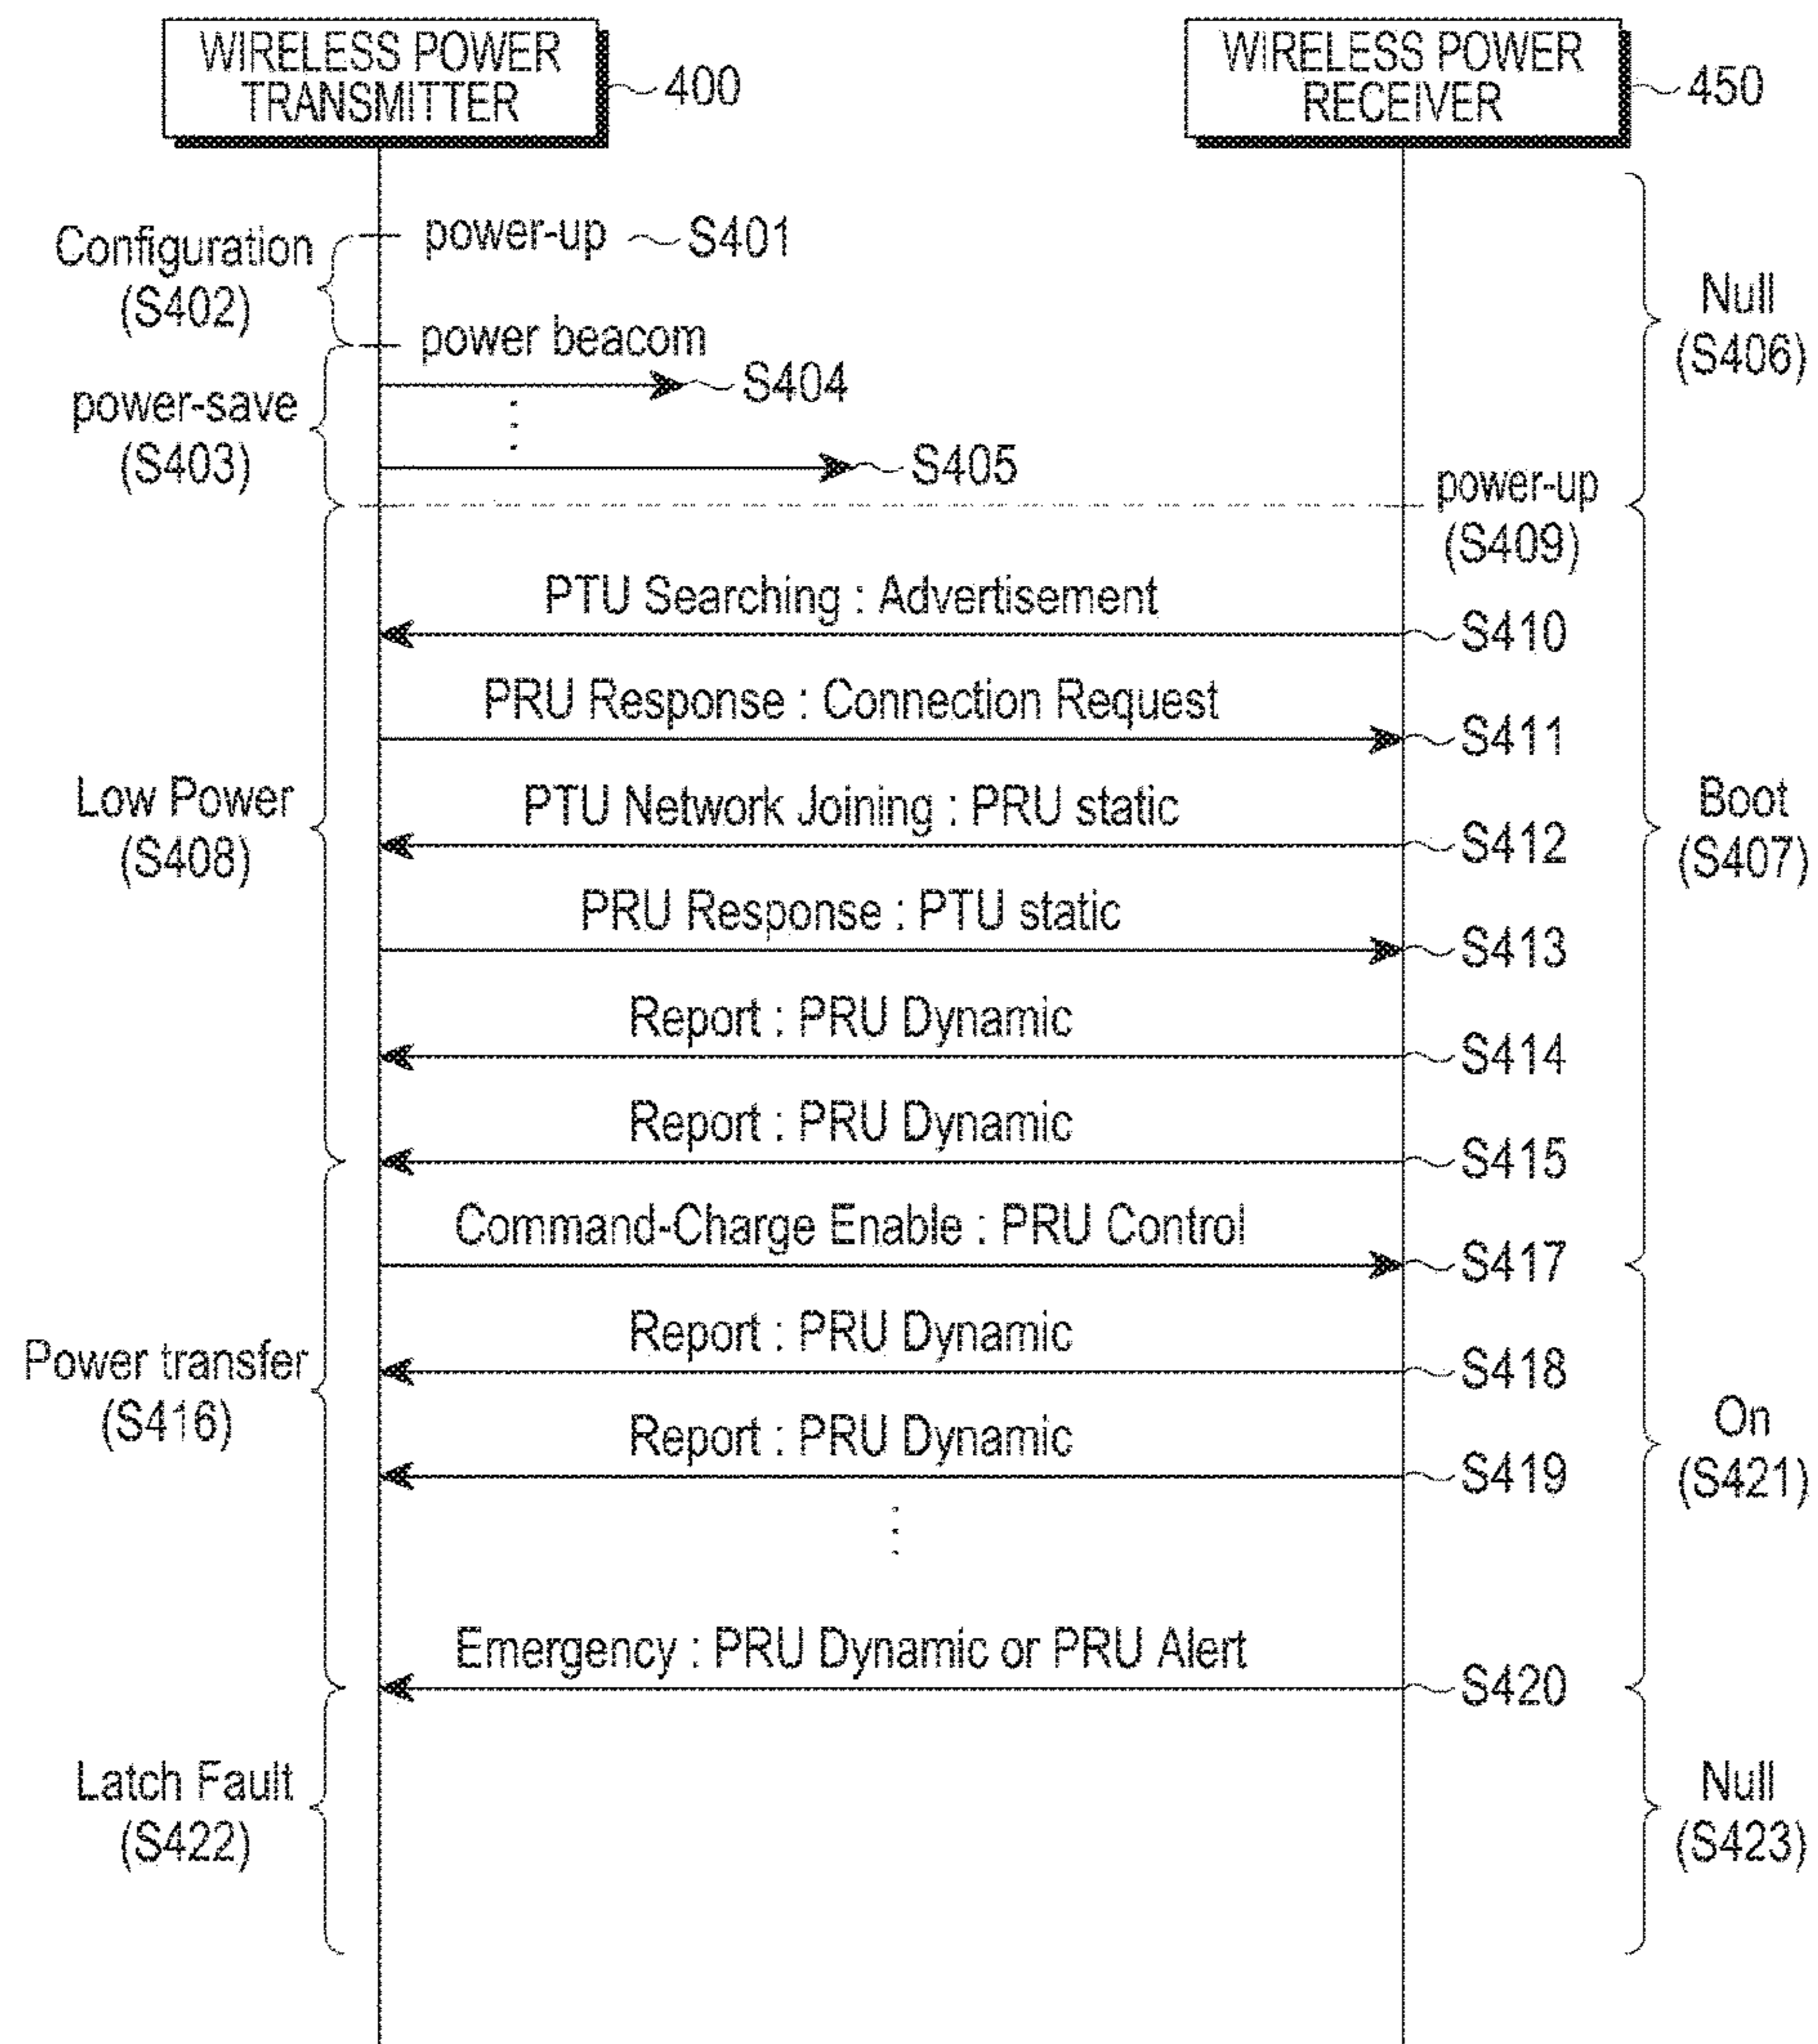 WIRELESS POWER
TRANSMITTER
400
WIRELESS POWER
RECEIVER
450
Configuration
(S402)
power-up
S401
Null
(S406)
power beacom
S404
power-save
(S403)
S405
power-up
(S409)
PTU Searching : Advertisement
S410
PRU Response : Connection Request
S411
Low Power
(S408)
PTU Network Joining : PRU static
S412
Boot
(S407)
PRU Response : PTU static
S413
Report : PRU Dynamic
S414
Report : PRU Dynamic
S415
Command-Charge Enable : PRU Control
S417
Power transfer
(S416)
Report : PRU Dynamic
S418
Report : PRU Dynamic
S419
On
(S421)
Emergency : PRU Dynamic or PRU Alert
S420
Latch Fault
(S422)
Null
(S423)